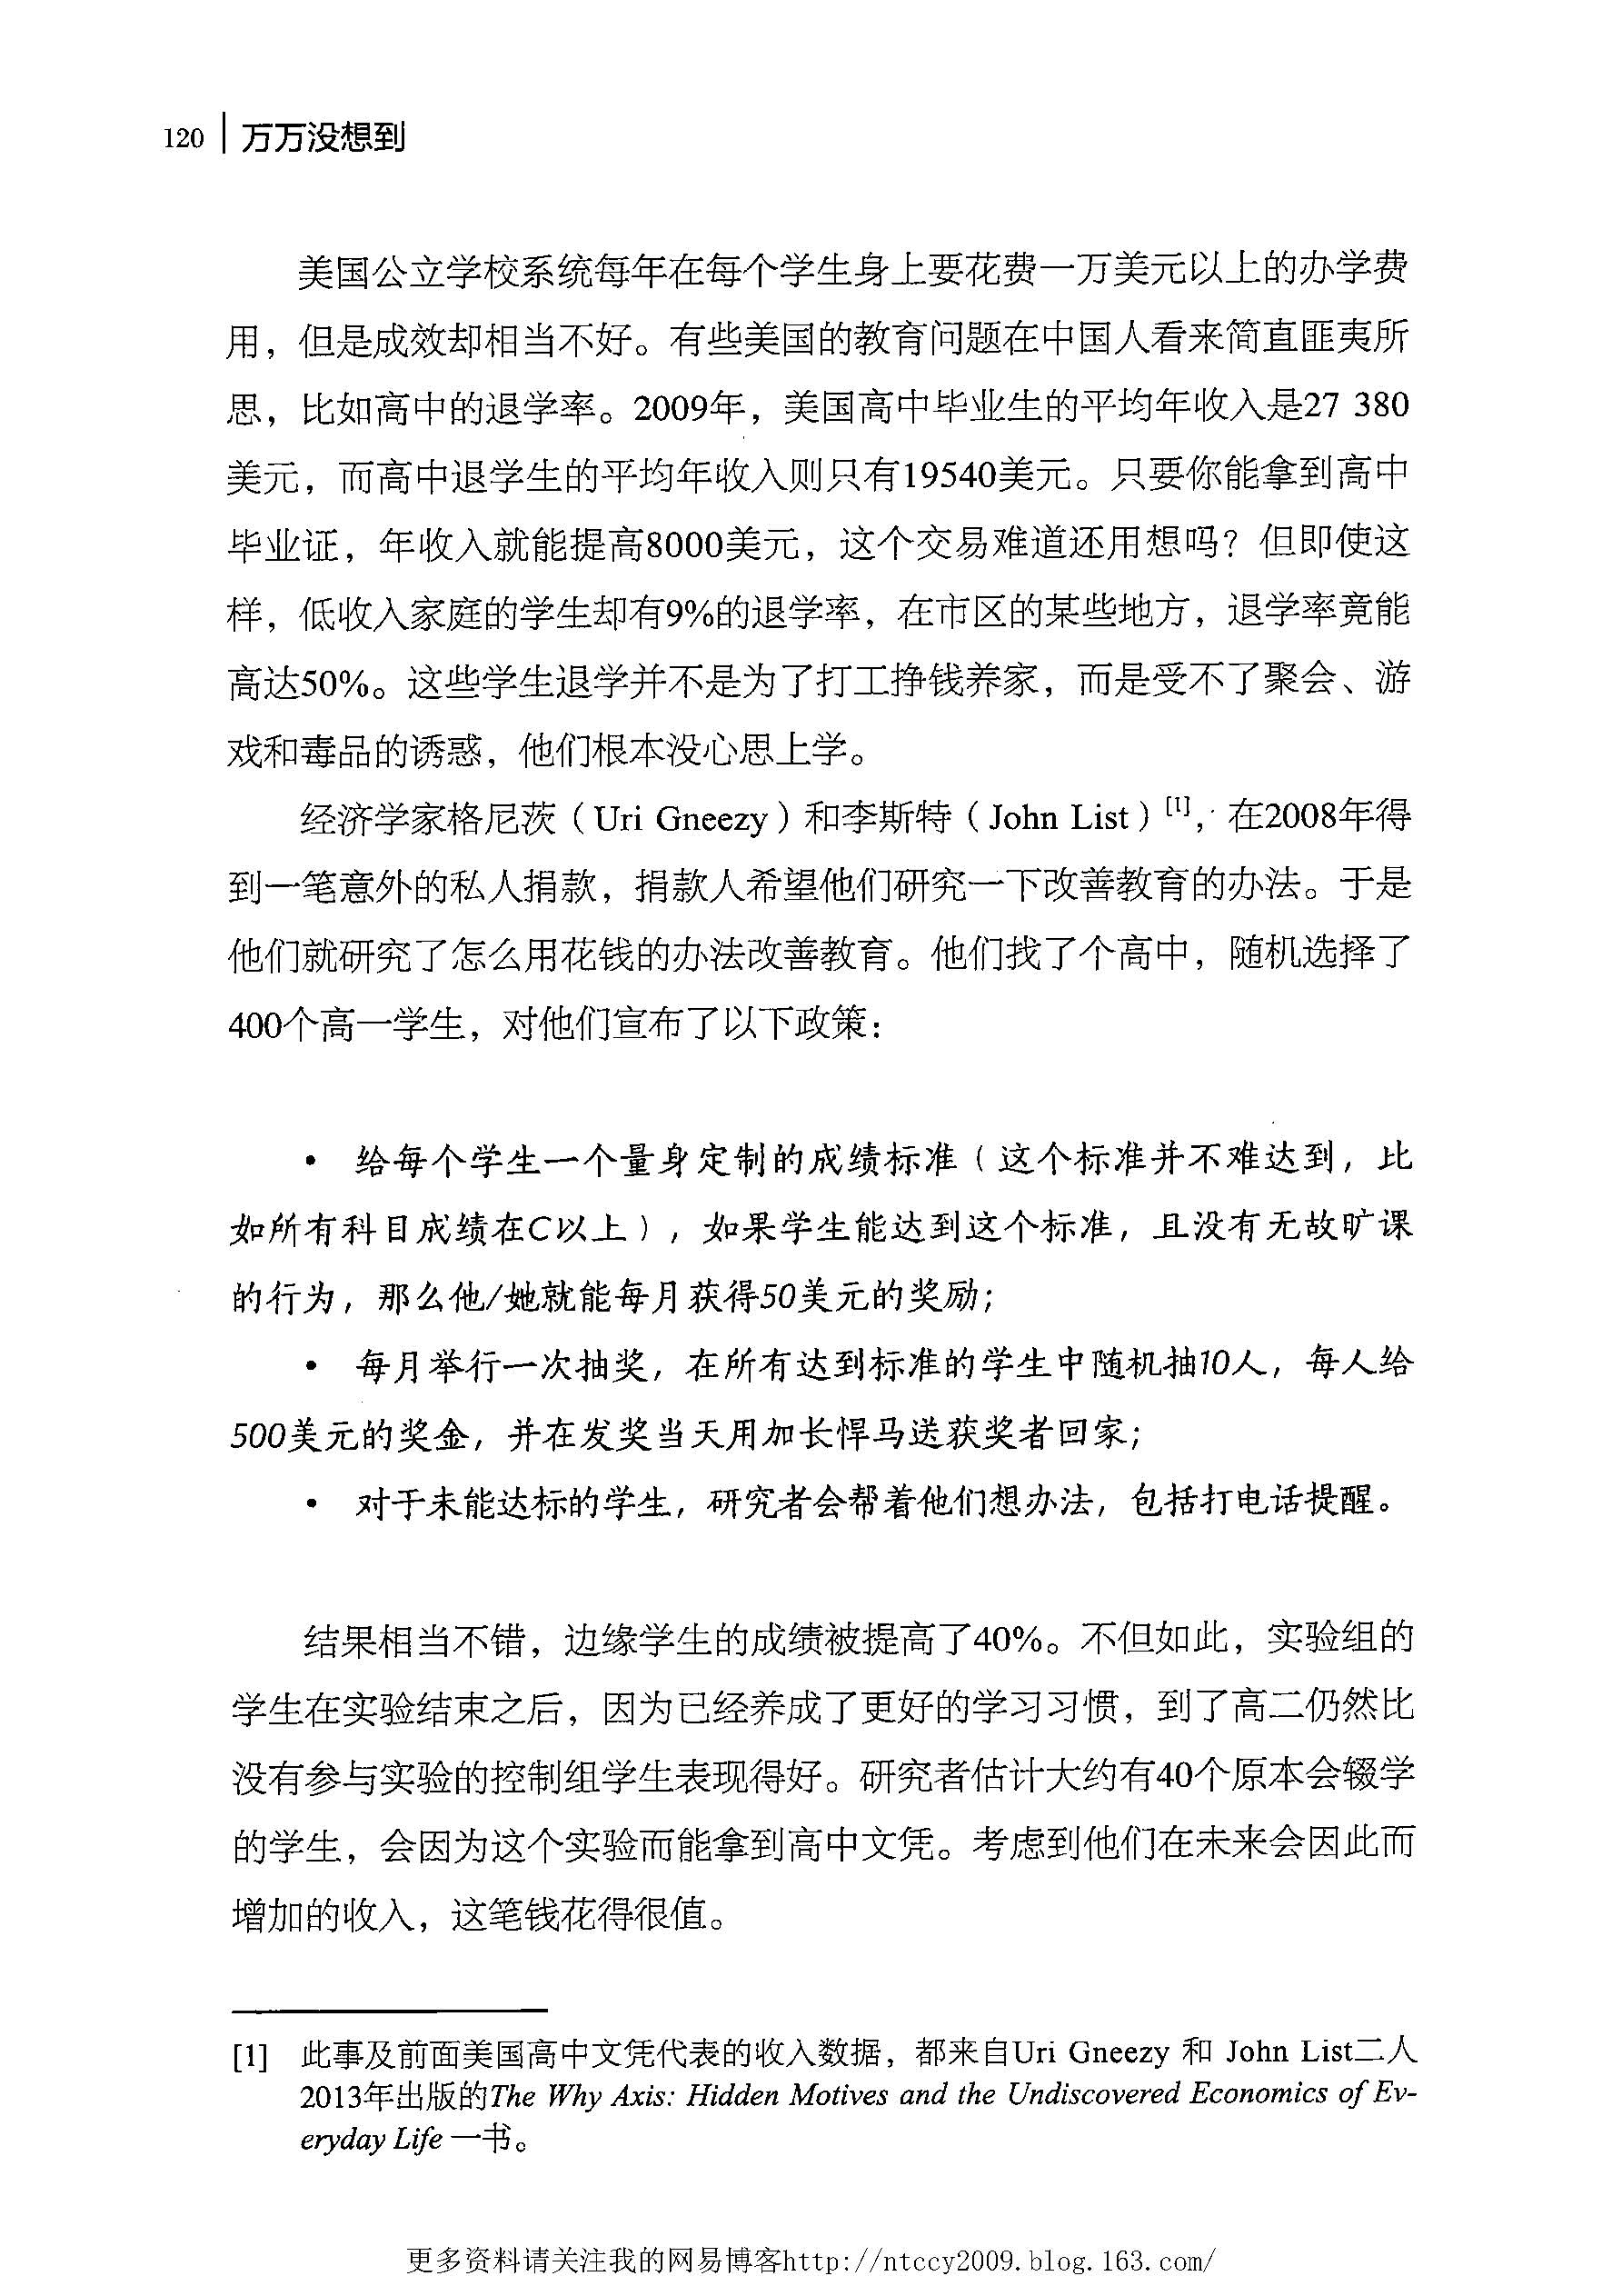 120 | 万万没想到
美国公立学校系统每年在每个学生身上要花费一万美元以上的办学费
用，但是成效却相当不好。有些美国的教育问题在中国人看来简直匪夷所
思，比如高中的退学率。2009年，美国高中毕业生的平均年收入是27 380
美元，而高中退学生的平均年收入则只有19540美元。只要你能拿到高中
毕业证，年收入就能提高8000美元，这个交易难道还用想吗？但即使这
样，低收入家庭的学生却有9%的退学率，在市区的某些地方，退学率竟能
高达50%。这些学生退学并不是为了打工挣钱养家，而是受不了聚会、游
戏和毒品的诱惑，他们根本没心思上学。
经济学家格尼茨（Uri Gneezy）和李斯特（John List）[1]，在2008年得
到一笔意外的私人捐款，捐款人希望他们研究一下改善教育的办法。于是
他们就研究了怎么用花钱的办法改善教育。他们找了个高中，随机选择了
400个高一学生，对他们宣布了以下政策：
• 给每个学生一个量身定制的成绩标准（这个标准并不难达到，比
如所有科目成绩在C以上），如果学生能达到这个标准，且没有无故旷课
的行为，那么他/她就能每月获得50美元的奖励；
• 每月举行一次抽奖，在所有达到标准的学生中随机抽10人，每人给
500美元的奖金，并在发奖当天用加长悍马送获奖者回家；
• 对于未能达标的学生，研究者会帮着他们想办法，包括打电话提醒。
结果相当不错，边缘学生的成绩被提高了40%。不但如此，实验组的
学生在实验结束之后，因为已经养成了更好的学习习惯，到了高二仍然比
没有参与实验的控制组学生表现得好。研究者估计大约有40个原本会辍学
的学生，会因为这个实验而能拿到高中文凭。考虑到他们在未来会因此而
增加的收入，这笔钱花得很值。
[1] 此事及前面美国高中文凭代表的收入数据，都来自Uri Gneezy 和 John List二人
2013年出版的The Why Axis: Hidden Motives and the Undiscovered Economics of Ev-
eryday Life 一书。
更多资料请关注我的网易博客http://ntccy2009.blog.163.com/